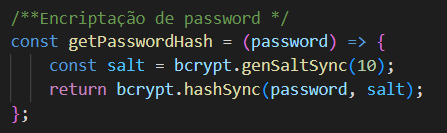 /**Encriptação de password */
const getPasswordHash = (password) => {
    const salt = bcrypt.genSaltSync(10);
    return bcrypt.hashSync(password, salt);
};